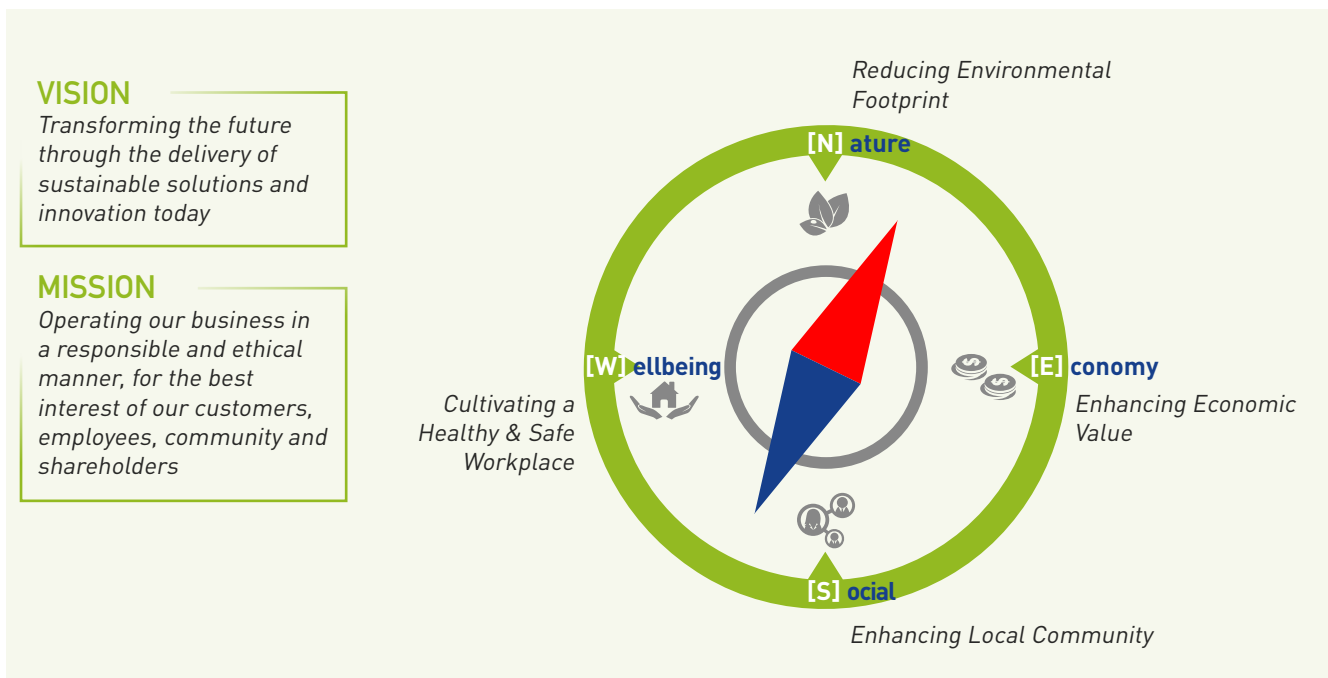 VISION
Transforming the future
through the delivery of
sustainable solutions and
innovation today
MISSION
Operating our business in
a responsible and ethical
manner, for the best
interest of our customers,
employees, community and
shareholders
Reducing Environmental
Footprint
[N] ature
[W] ellbeing
Cultivating a
Healthy & Safe
Workplace
[E] conomy
Enhancing Economic
Value
[S] ocial
Enhancing Local Community